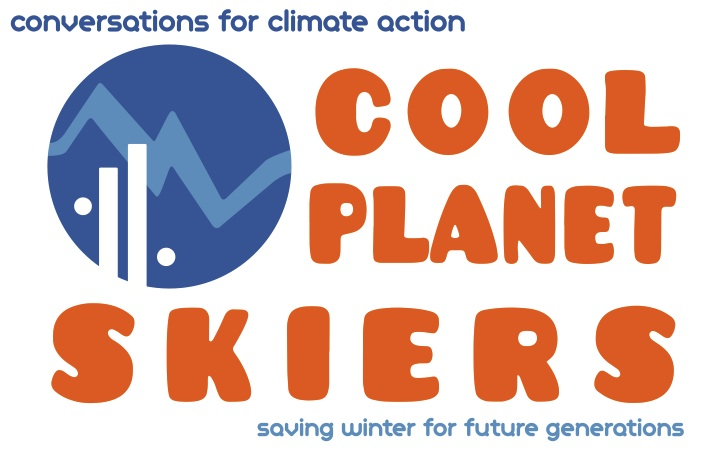 conversations for climate action
COOL
PLANET
SKIERS
saving winter for future generations